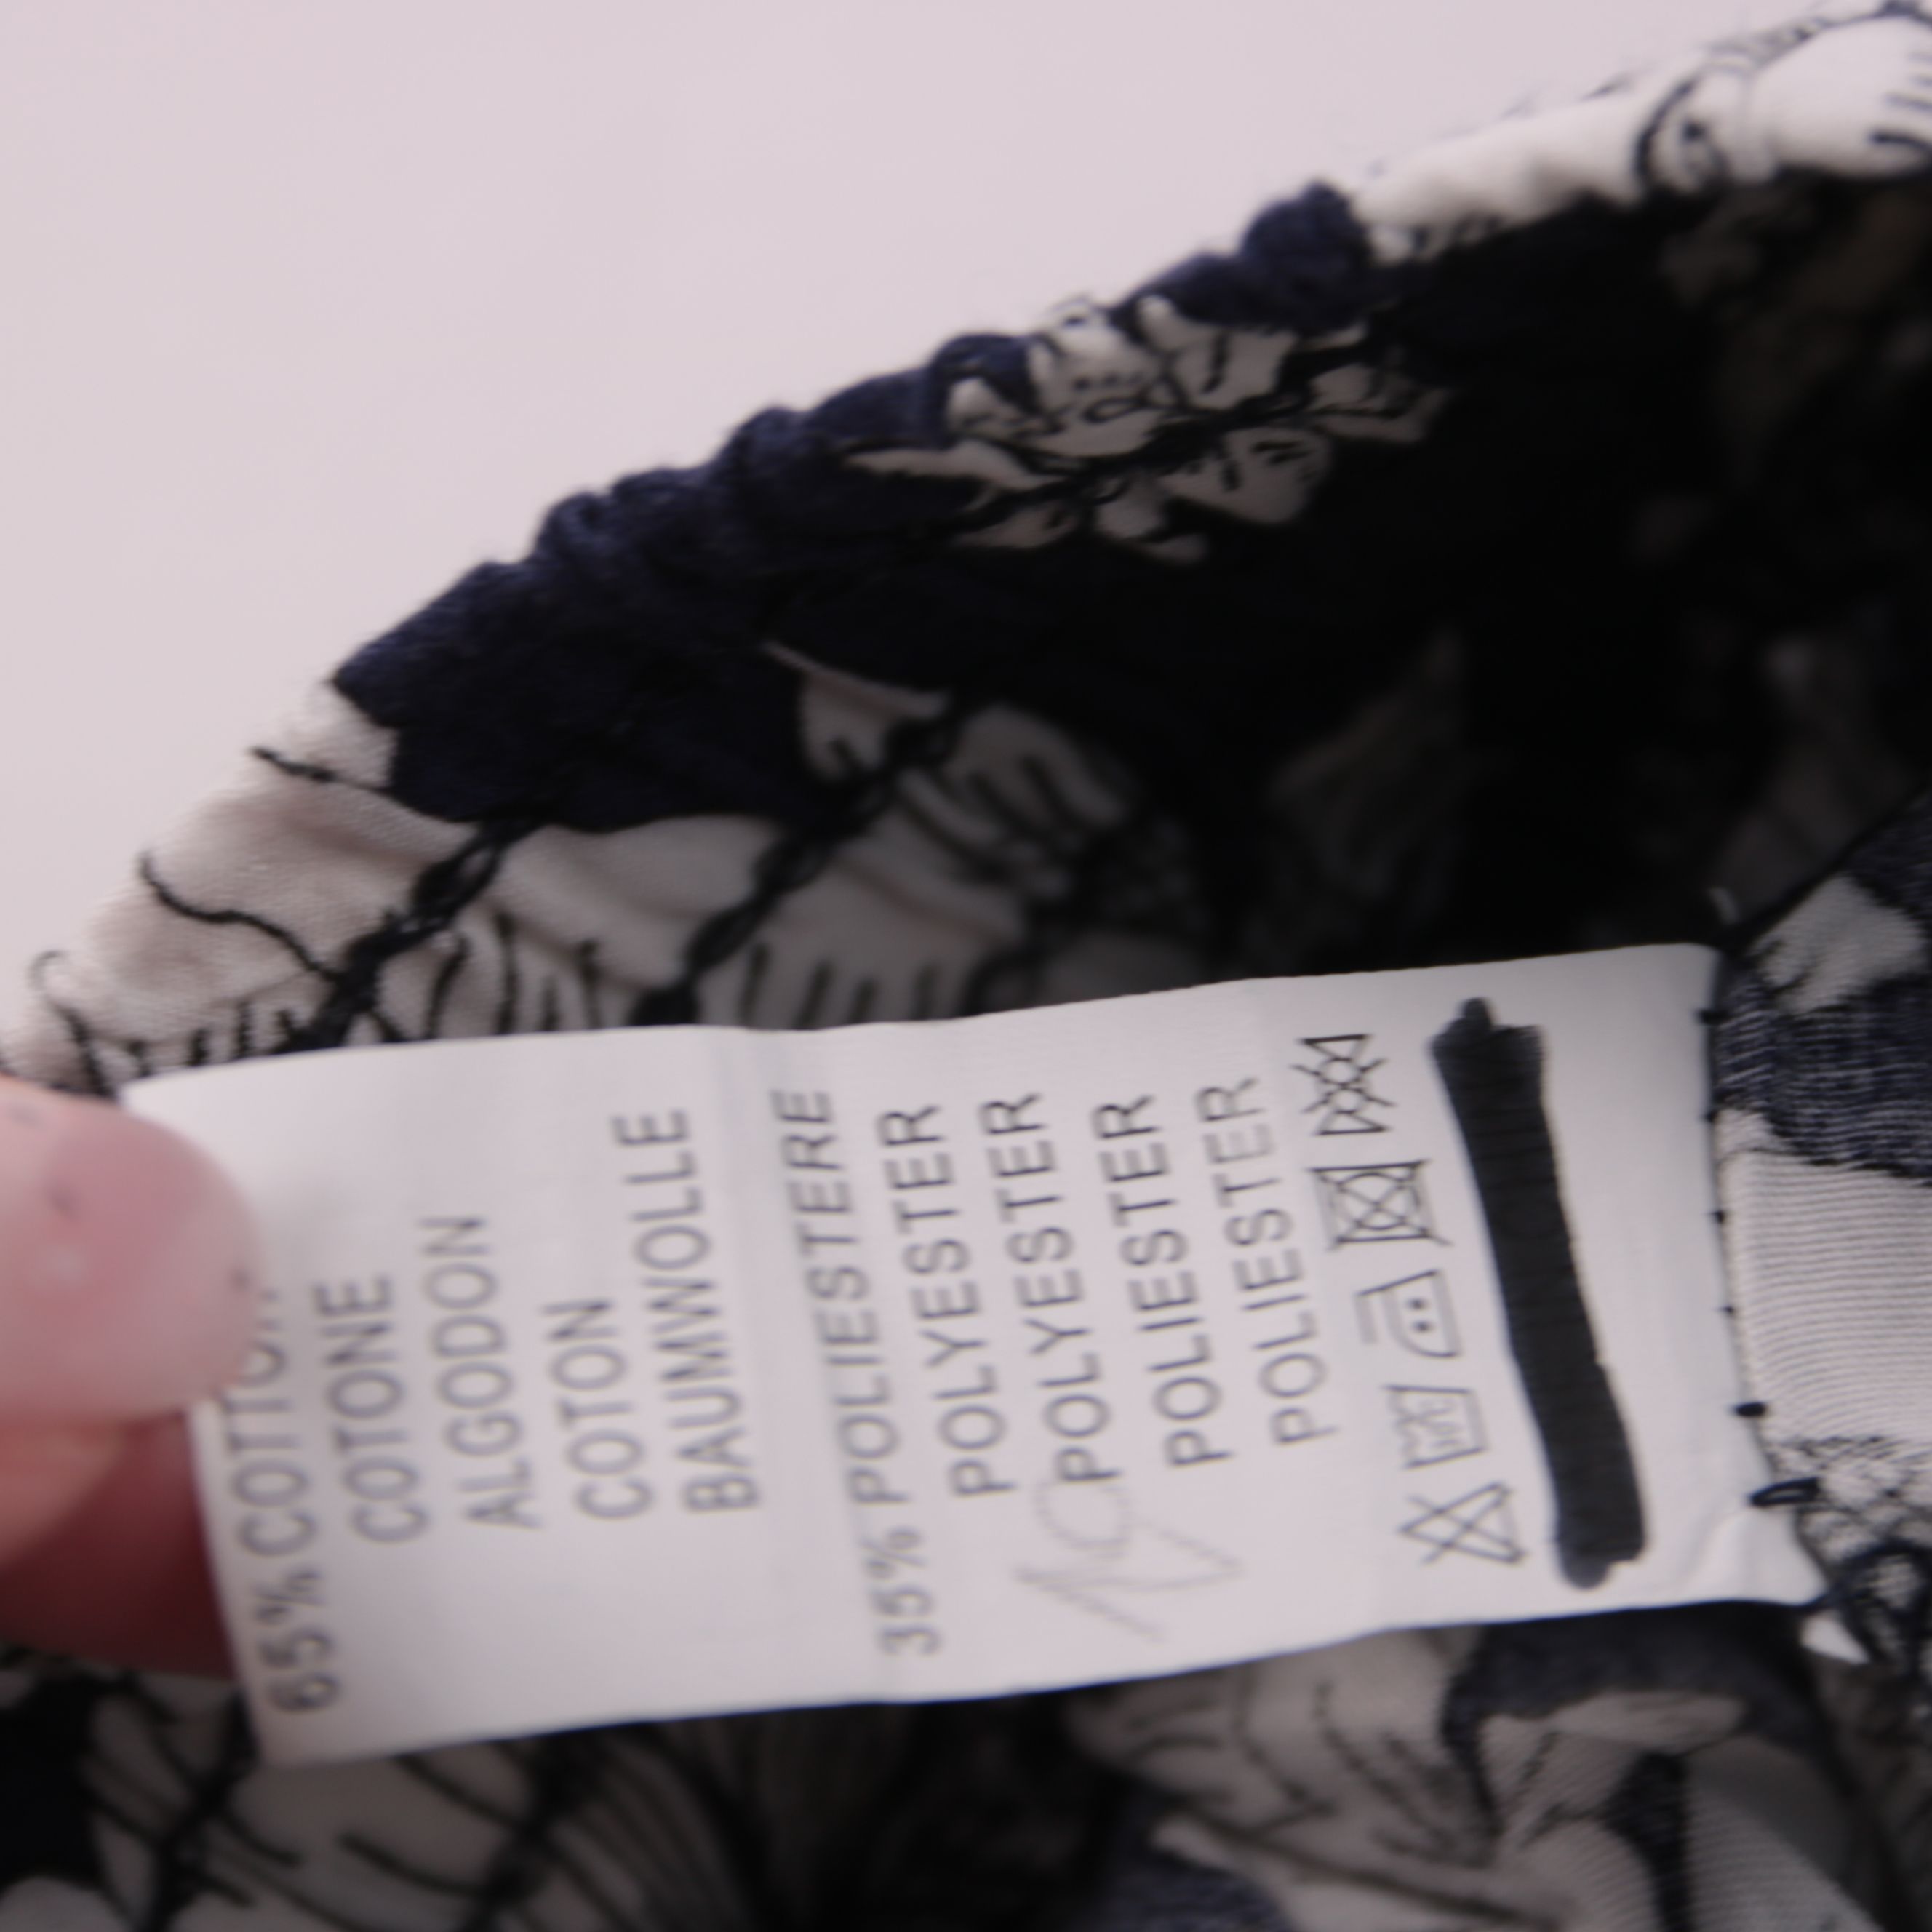 65% COTTON
COTONE
ALGODON
COTON
BAUMWOLLE
35% POLIESTERE
POLYESTER
POLYESTER
POLIESTER
POLIESTER